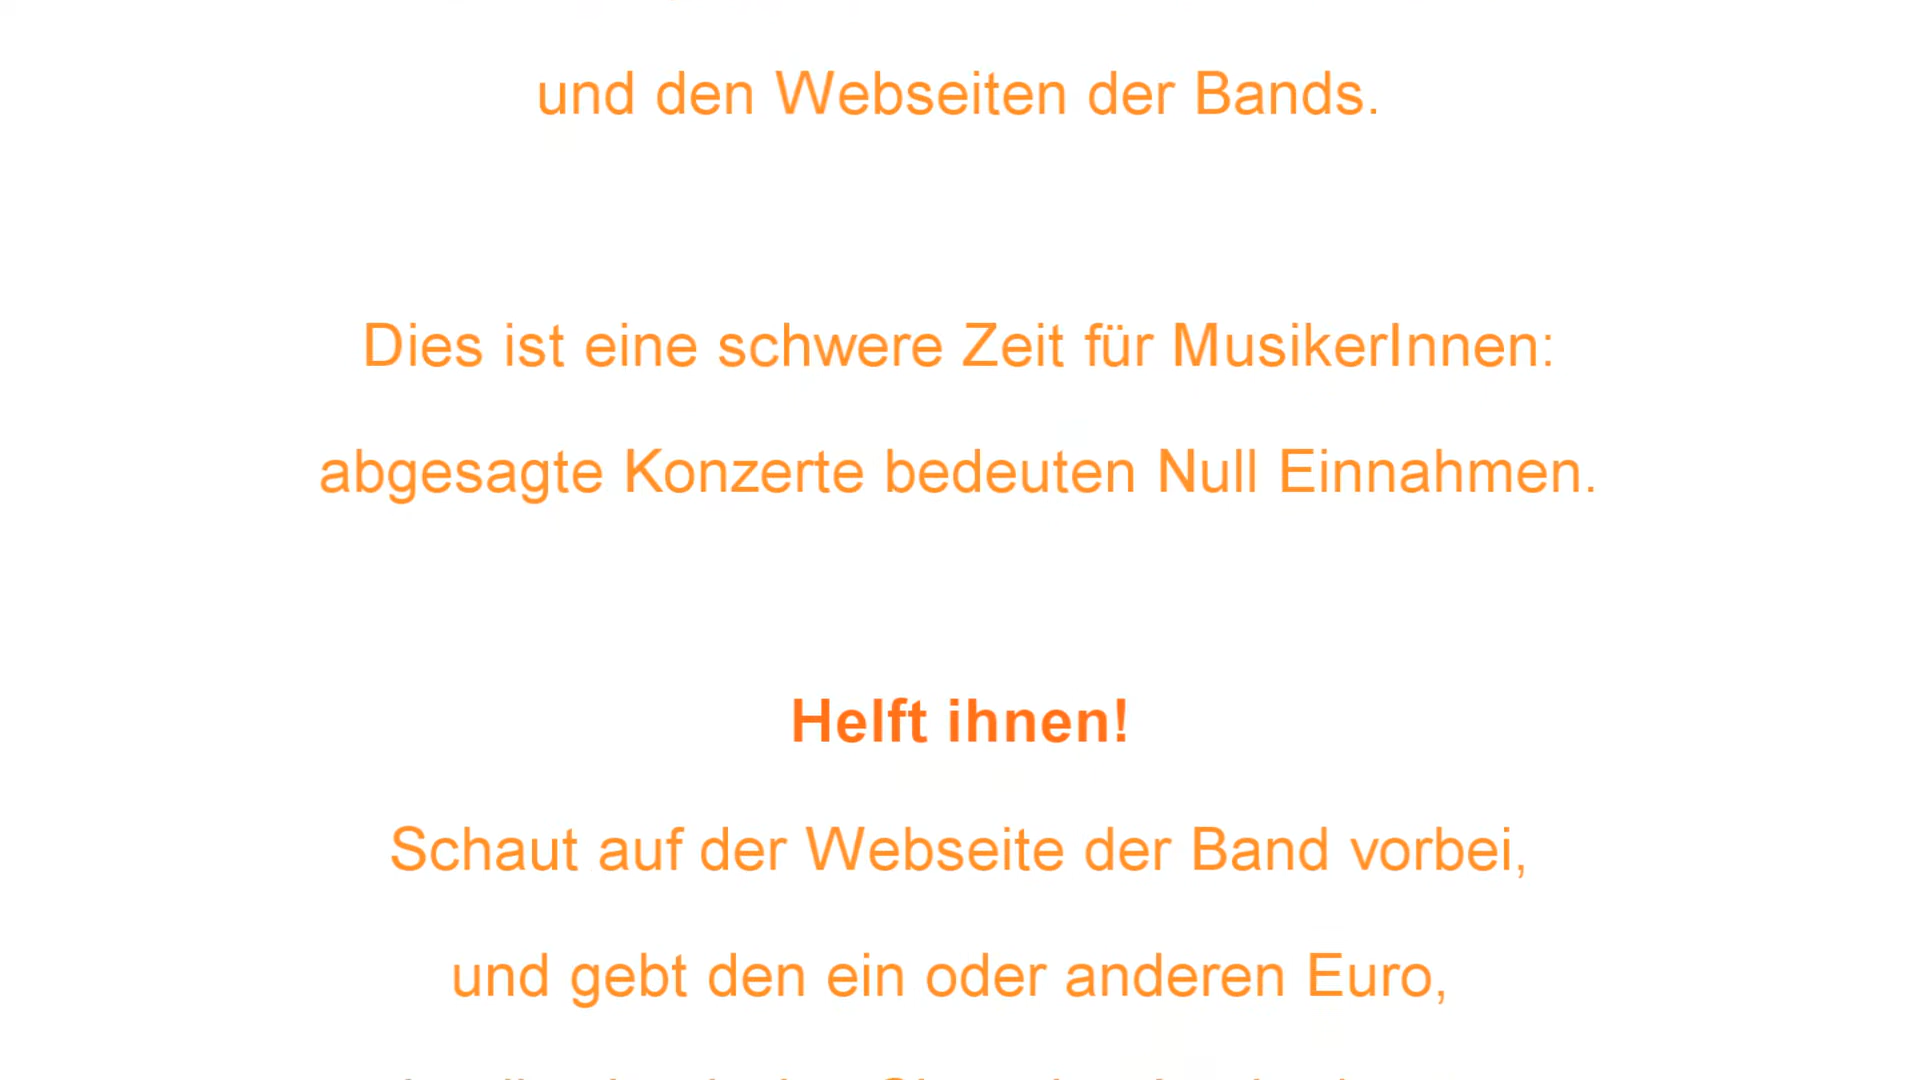 und den Webseiten der Bands.
Dies ist eine schwere Zeit für MusikerInnen:
abgesagte Konzerte bedeuten Null Einnahmen.
Helft ihnen!
Schaut auf der Webseite der Band vorbei,
und gebt den ein oder anderen Euro,